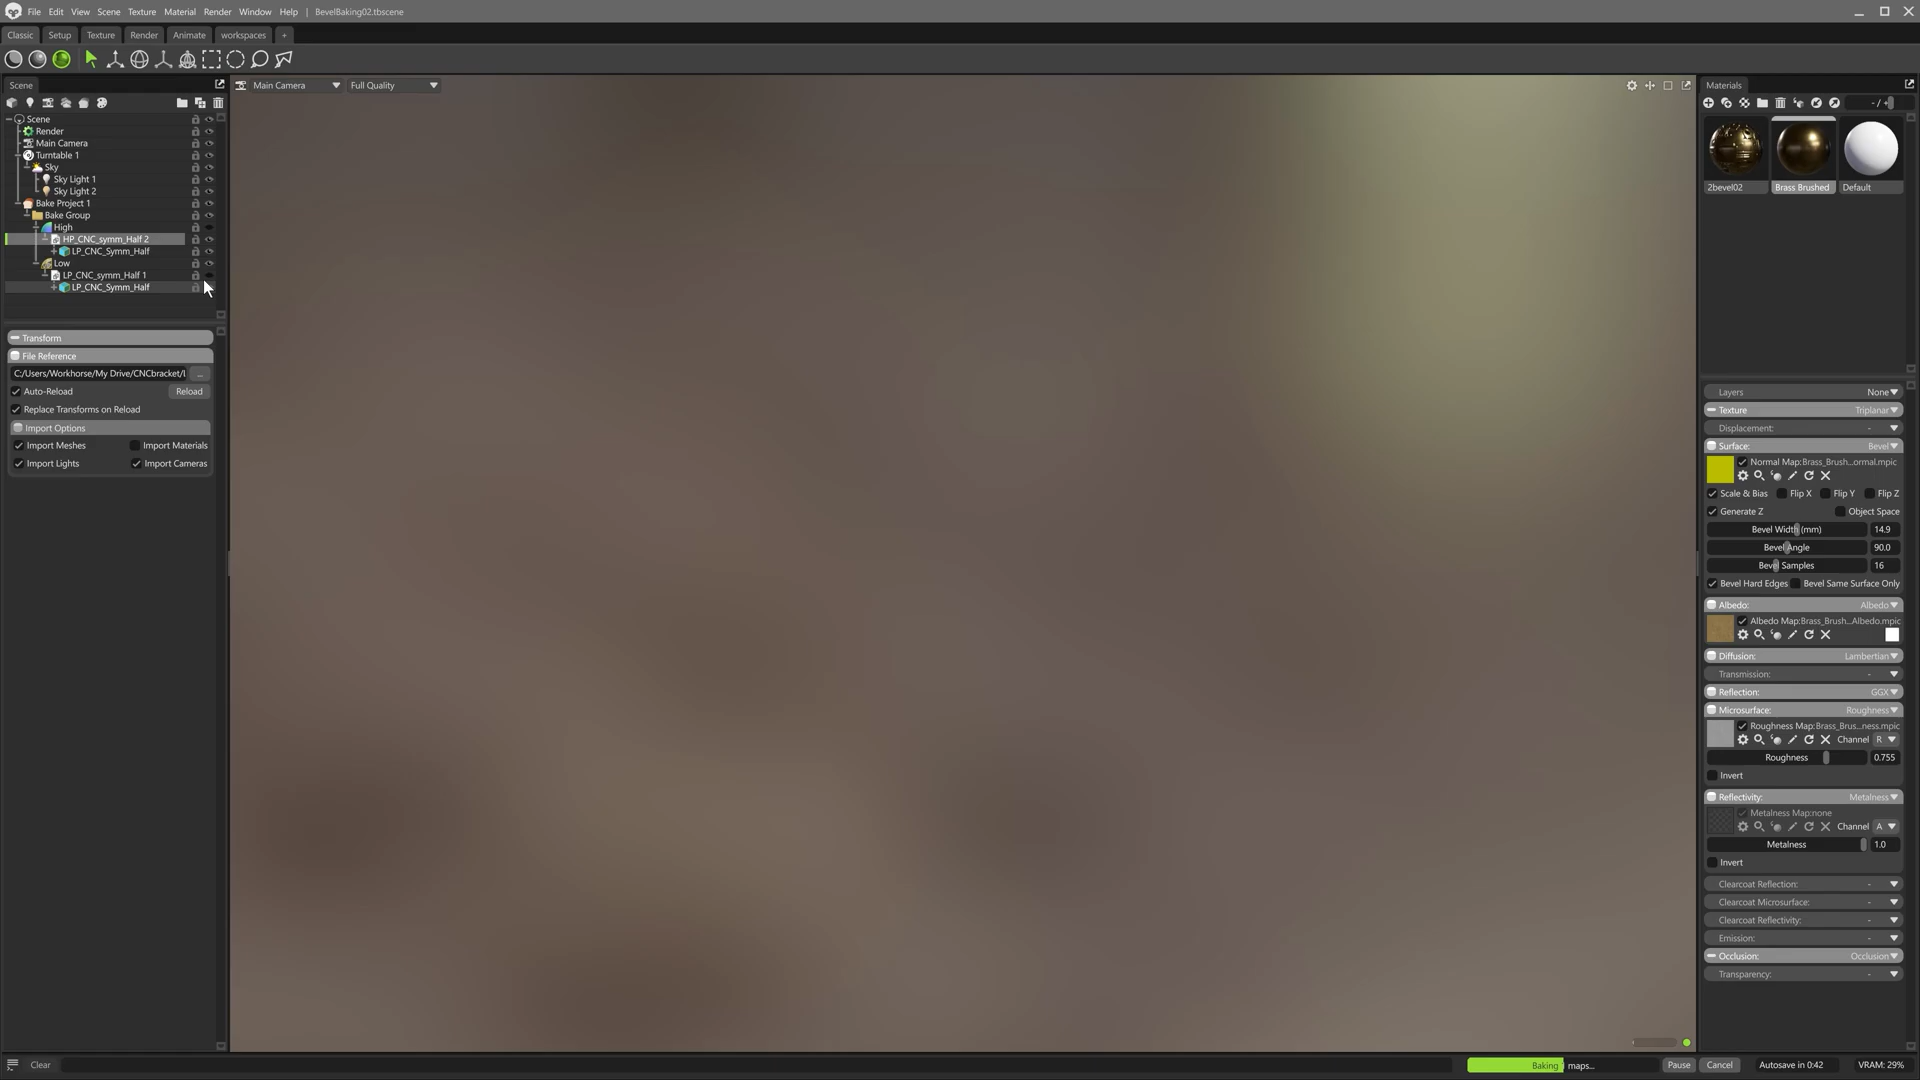 File Edit View Scene Texture Material Render Window Help | BevelBaking02.tbscene
Classic Setup Texture Render Animate workspaces +
Scene
Main Camera Full Quality
Scene
Render
Main Camera
Turntable 1
Sky
Sky Light 1
Sky Light 2
Bake Project 1
Bake Group
High
HP_CNC_symm_Half 2
LP_CNC_Symm_Half
Low
LP_CNC_symm_Half 1
LP_CNC_Symm_Half
Transform
File Reference
C:/Users/Workhorse/My Drive/CNCbracket/ ...
Auto-Reload Reload
Replace Transforms on Reload
Import Options
Import Meshes Import Materials
Import Lights Import Cameras
Materials
- / +
2bevel02 Brass Brushed Default
Layers None
Texture Triplanar
Displacement: -
Surface: Bevel
Normal Map:Brass_Brush...ormal.mpic
Scale & Bias Flip X Flip Y Flip Z
Generate Z Object Space
Bevel Width (mm) 14.9
Bevel Angle 90.0
Bevel Samples 16
Bevel Hard Edges Bevel Same Surface Only
Albedo: Albedo
Albedo Map:Brass_Brush...Albedo.mpic
Diffusion: Lambertian
Transmission: -
Reflection: GGX
Microsurface: Roughness
Roughness Map:Brass_Brus...ness.mpic
Channel R
Roughness 0.755
Invert
Reflectivity: Metalness
Metalness Map:none
Channel A
Metalness 1.0
Invert
Clearcoat Reflection: -
Clearcoat Microsurface: -
Clearcoat Reflectivity: -
Emission: -
Occlusion: Occlusion
Transparency: -
Clear Baking maps... Pause Cancel Autosave in 0:42 VRAM: 29%